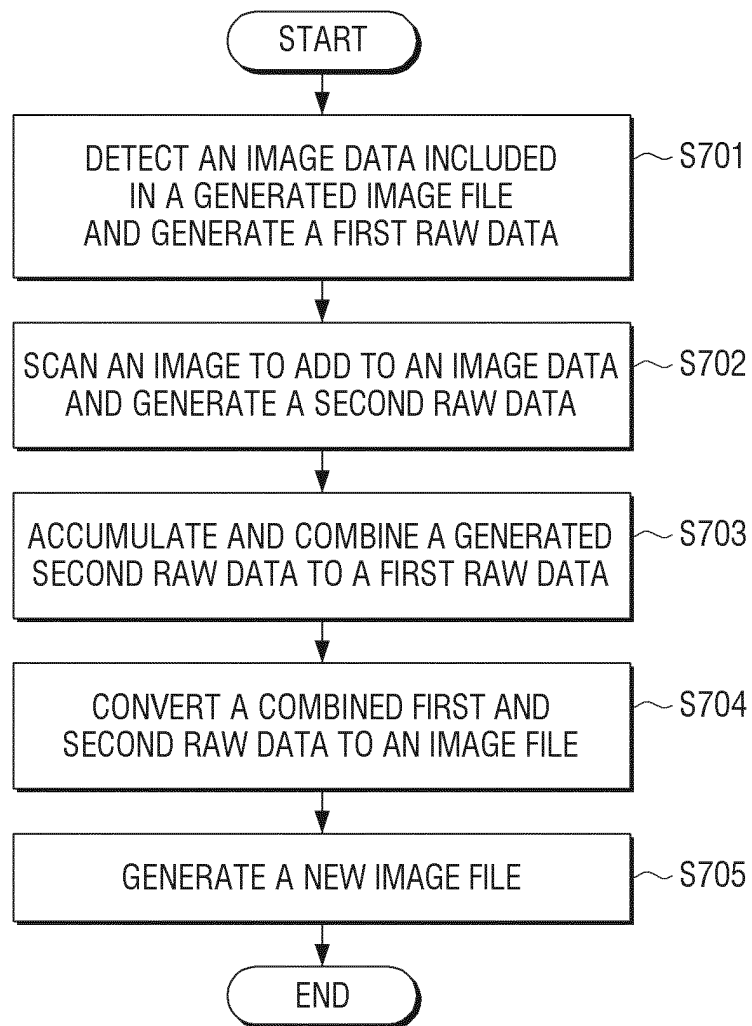 START
DETECT AN IMAGE DATA INCLUDED
IN A GENERATED IMAGE FILE
AND GENERATE A FIRST RAW DATA
S701
SCAN AN IMAGE TO ADD TO AN IMAGE DATA
AND GENERATE A SECOND RAW DATA
S702
ACCUMULATE AND COMBINE A GENERATED
SECOND RAW DATA TO A FIRST RAW DATA
S703
CONVERT A COMBINED FIRST AND
SECOND RAW DATA TO AN IMAGE FILE
S704
GENERATE A NEW IMAGE FILE
S705
END